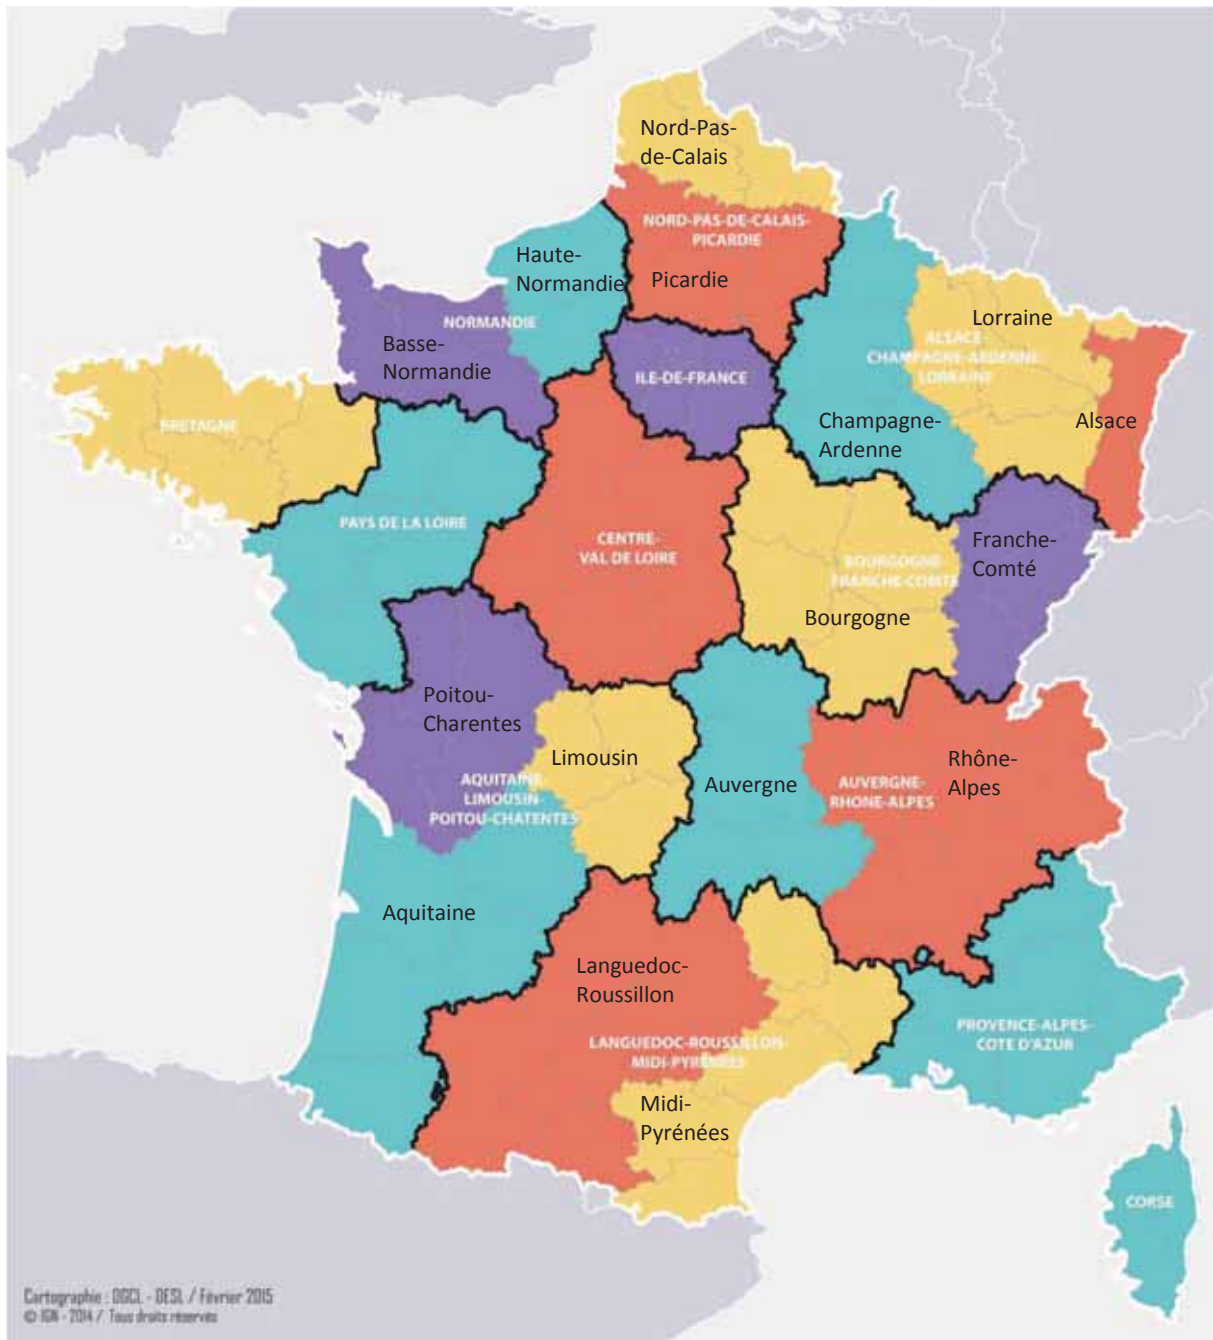 Nord-Pas-
de-Calais
NORD-PAS-DE-CALAIS-
PICARDIE
Picardie
Haute-
Normandie
NORMANDIE
Basse-
Normandie
ILE-DE-FRANCE
Lorraine
ALSACE-
CHAMPAGNE-ARDENNE-
LORRAINE
Champagne-
Ardenne
Alsace
BRETAGNE
PAYS DE LA LOIRE
CENTRE-
VAL DE LOIRE
Franche-
Comté
BOURGOGNE
FRANCHE-COMTÉ
Bourgogne
Poitou-
Charentes
Limousin
AQUITAINE-
LIMOUSIN-
POITOU-CHATENTES
Auvergne
AUVERGNE-
RHONE-ALPES
Rhône-
Alpes
Aquitaine
Languedoc-
Roussillon
LANGUEDOC-ROUSSILLON-
MIDI-PYRENEES
Midi-
Pyrénées
PROVENCE-ALPES-
COTE D'AZUR
CORSE
Cartographie : DGCL - DESL / Février 2015
© IGN - 2014 / Tous droits réservés